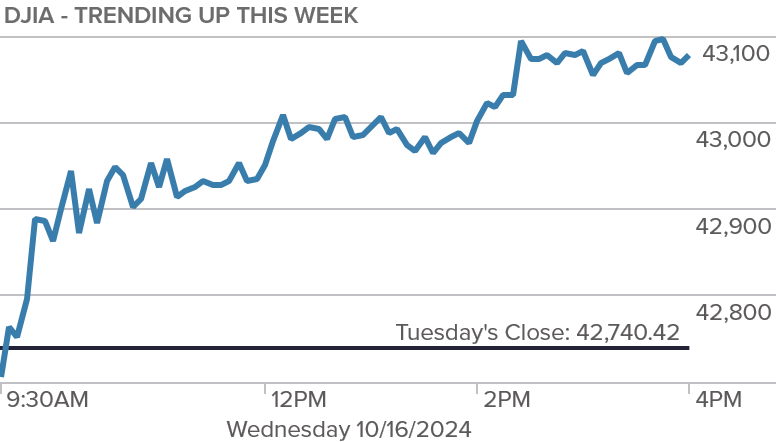 DJIA - TRENDING UP THIS WEEK
43,100
43,000
42,900
42,800
Tuesday's Close: 42,740.42
9:30AM 12PM 2PM 4PM
Wednesday 10/16/2024